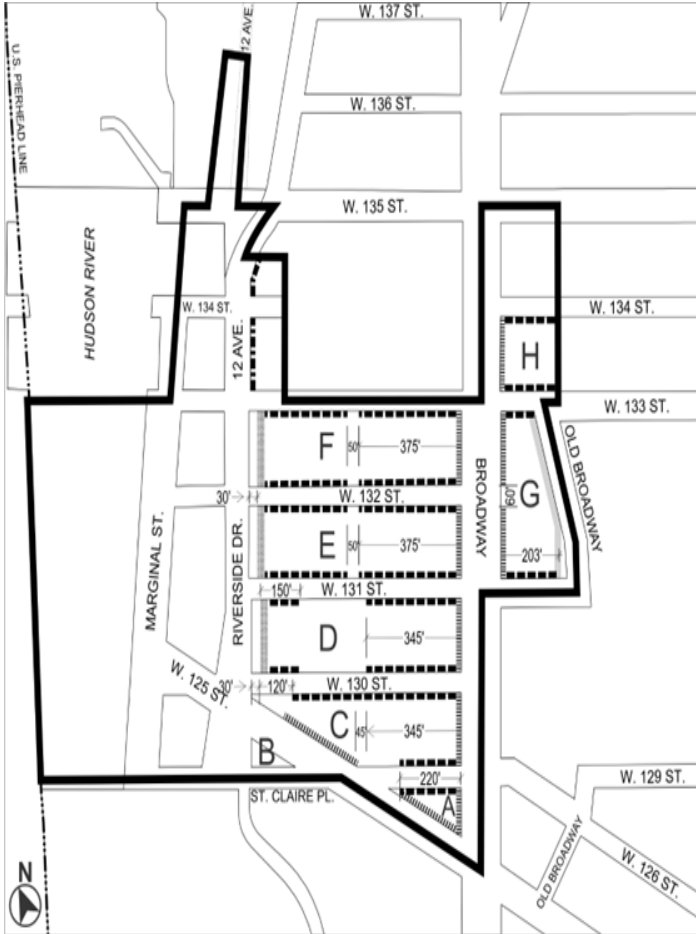 W. 137 ST.
12 AVE.
U.S. PIERHEAD LINE
W. 136 ST.
W. 135 ST.
HUDSON RIVER
W. 134 ST.
W. 134 ST.
12 AVE.
H
W. 133 ST.
OLD BROADWAY
F
50'
375'
BROADWAY
G
60'
30'
W. 132 ST.
MARGINAL ST.
RIVERSIDE DR.
E
50'
375'
203'
150'
W. 131 ST.
D
345'
W. 125 ST.
30'
120'
W. 130 ST.
C
45'
345'
B
220'
W. 129 ST.
ST. CLAIRE PL.
A
OLD BROADWAY
W. 126 ST.
N